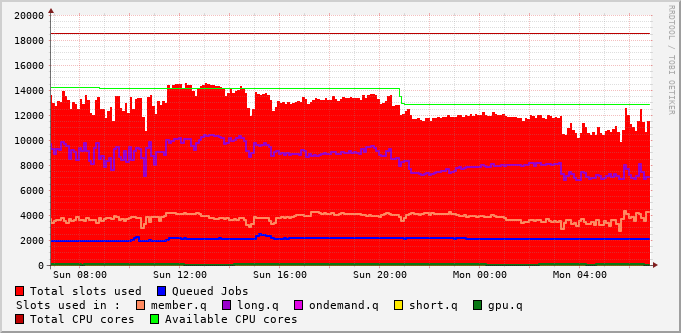 RRDTOOL / TOBI OETIKER
20000
18000
16000
14000
12000
10000
8000
6000
4000
2000
0
Sun 08:00 Sun 12:00 Sun 16:00 Sun 20:00 Mon 00:00 Mon 04:00
Total slots used Queued Jobs
Slots used in : member.q long.q ondemand.q short.q gpu.q
Total CPU cores Available CPU cores